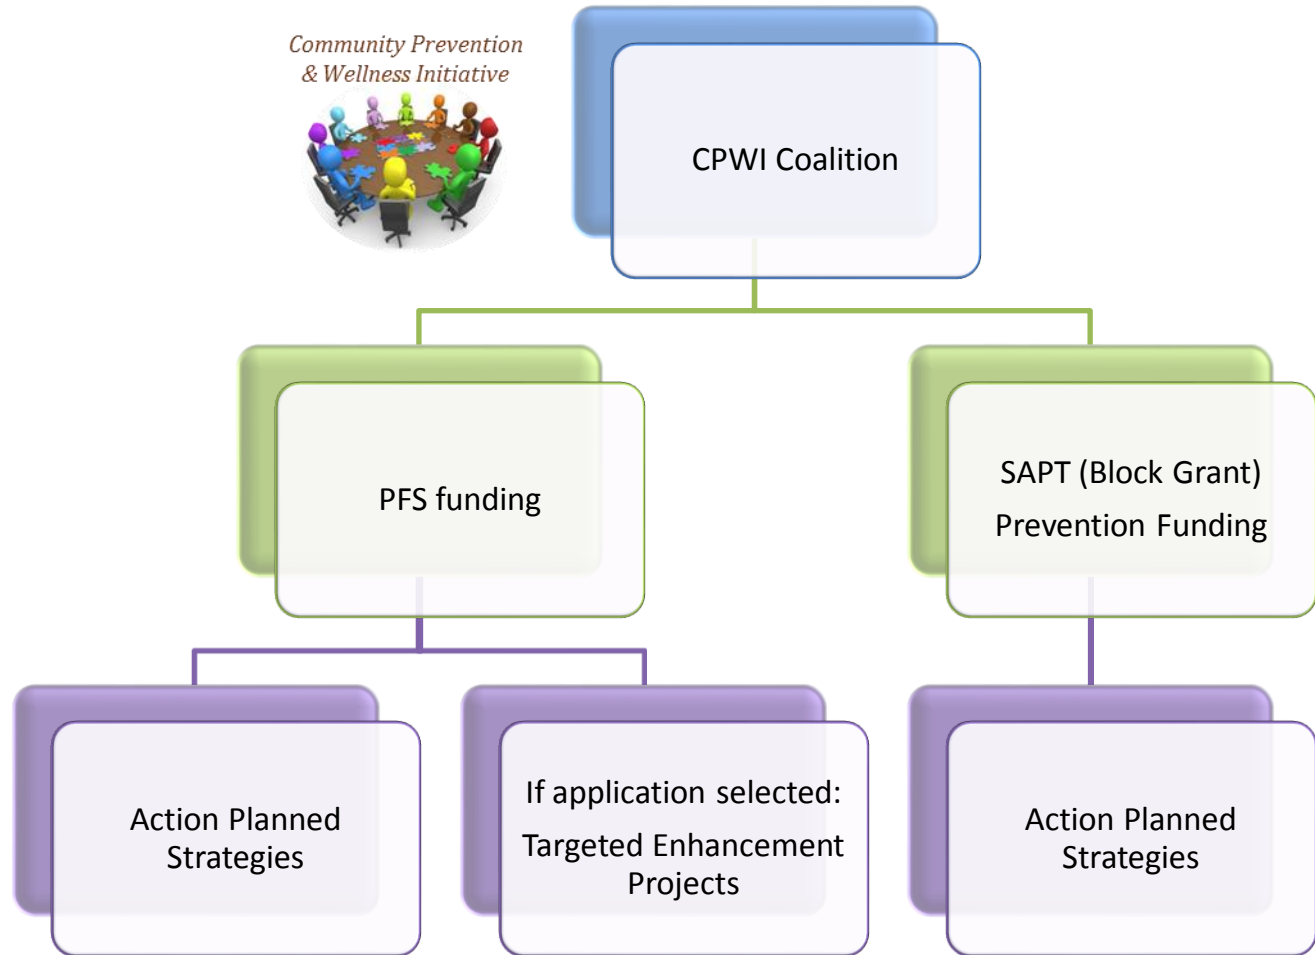 Community Prevention
& Wellness Initiative
CPWI Coalition
PFS funding
SAPT (Block Grant)
Prevention Funding
Action Planned
Strategies
If application selected:
Targeted Enhancement
Projects
Action Planned
Strategies